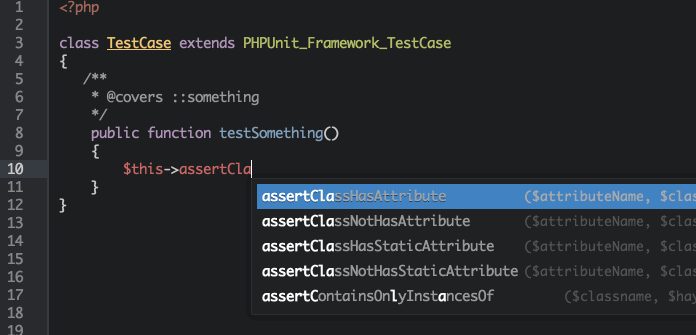 1 <?php
2
3 class TestCase extends PHPUnit_Framework_TestCase
4 {
5 /**
6 * @covers ::something
7 */
8 public function testSomething()
9 {
10 $this->assertCla
11 }
12 }
13 assertClassHasAttribute ($attributeName, $clas
14 assertClassNotHasAttribute ($attributeName, $clas
15 assertClassHasStaticAttribute ($attributeName, $clas
16 assertClassNotHasStaticAttribute ($attributeName, $clas
17 assertContainsOnlyInstancesOf ($classname, $hay
18
19